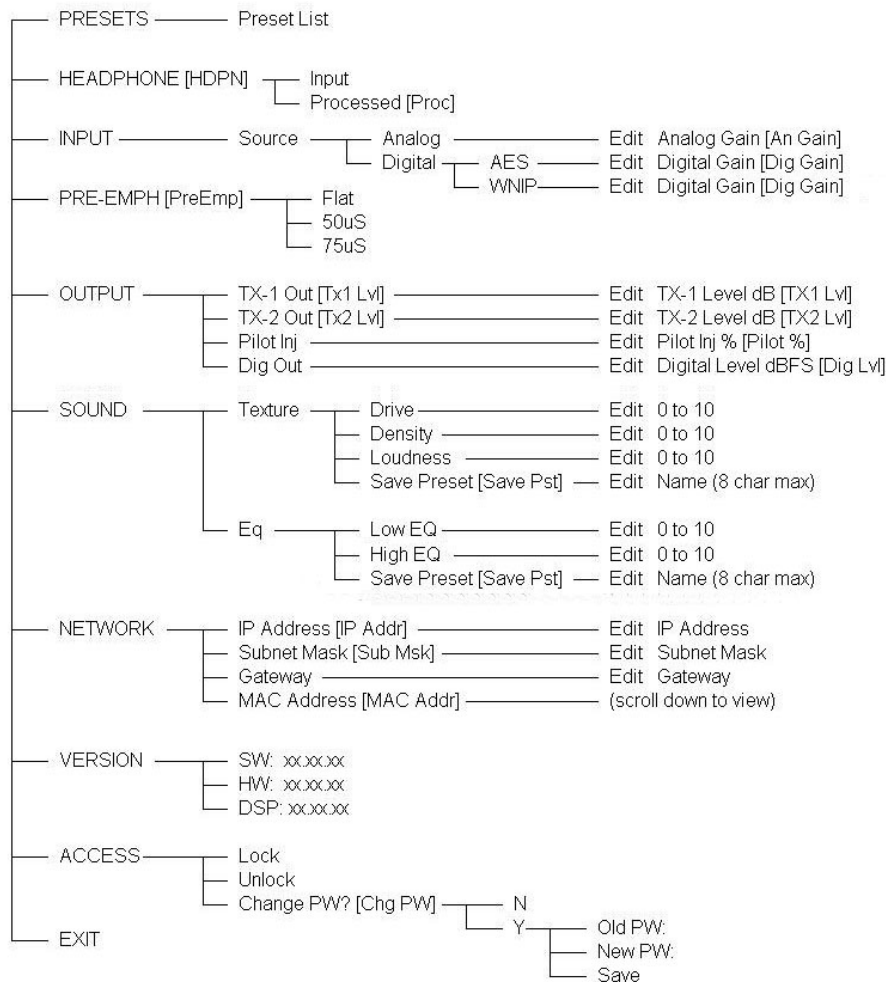 PRESETS Preset List
HEADPHONE [HDPN] Input
Processed [Proc]
INPUT Source Analog Edit Analog Gain [An Gain]
Digital AES Edit Digital Gain [Dig Gain]
WNIP Edit Digital Gain [Dig Gain]
PRE-EMPH [PreEmp] Flat
50uS
75uS
OUTPUT TX-1 Out [Tx1 Lvl] Edit TX-1 Level dB [TX1 Lvl]
TX-2 Out [Tx2 Lvl] Edit TX-2 Level dB [TX2 Lvl]
Pilot Inj Edit Pilot Inj % [Pilot %]
Dig Out Edit Digital Level dBFS [Dig Lvl]
SOUND Texture Drive Edit 0 to 10
Density Edit 0 to 10
Loudness Edit 0 to 10
Save Preset [Save Pst] Edit Name (8 char max)
Eq Low EQ Edit 0 to 10
High EQ Edit 0 to 10
Save Preset [Save Pst] Edit Name (8 char max)
NETWORK IP Address [IP Addr] Edit IP Address
Subnet Mask [Sub Msk] Edit Subnet Mask
Gateway Edit Gateway
MAC Address [MAC Addr] (scroll down to view)
VERSION SW: xx.xx.xx
HW: xx.xx.xx
DSP: xx.xx.xx
ACCESS Lock
Unlock
Change PW? [Chg PW] N
Y Old PW:
New PW:
Save
EXIT